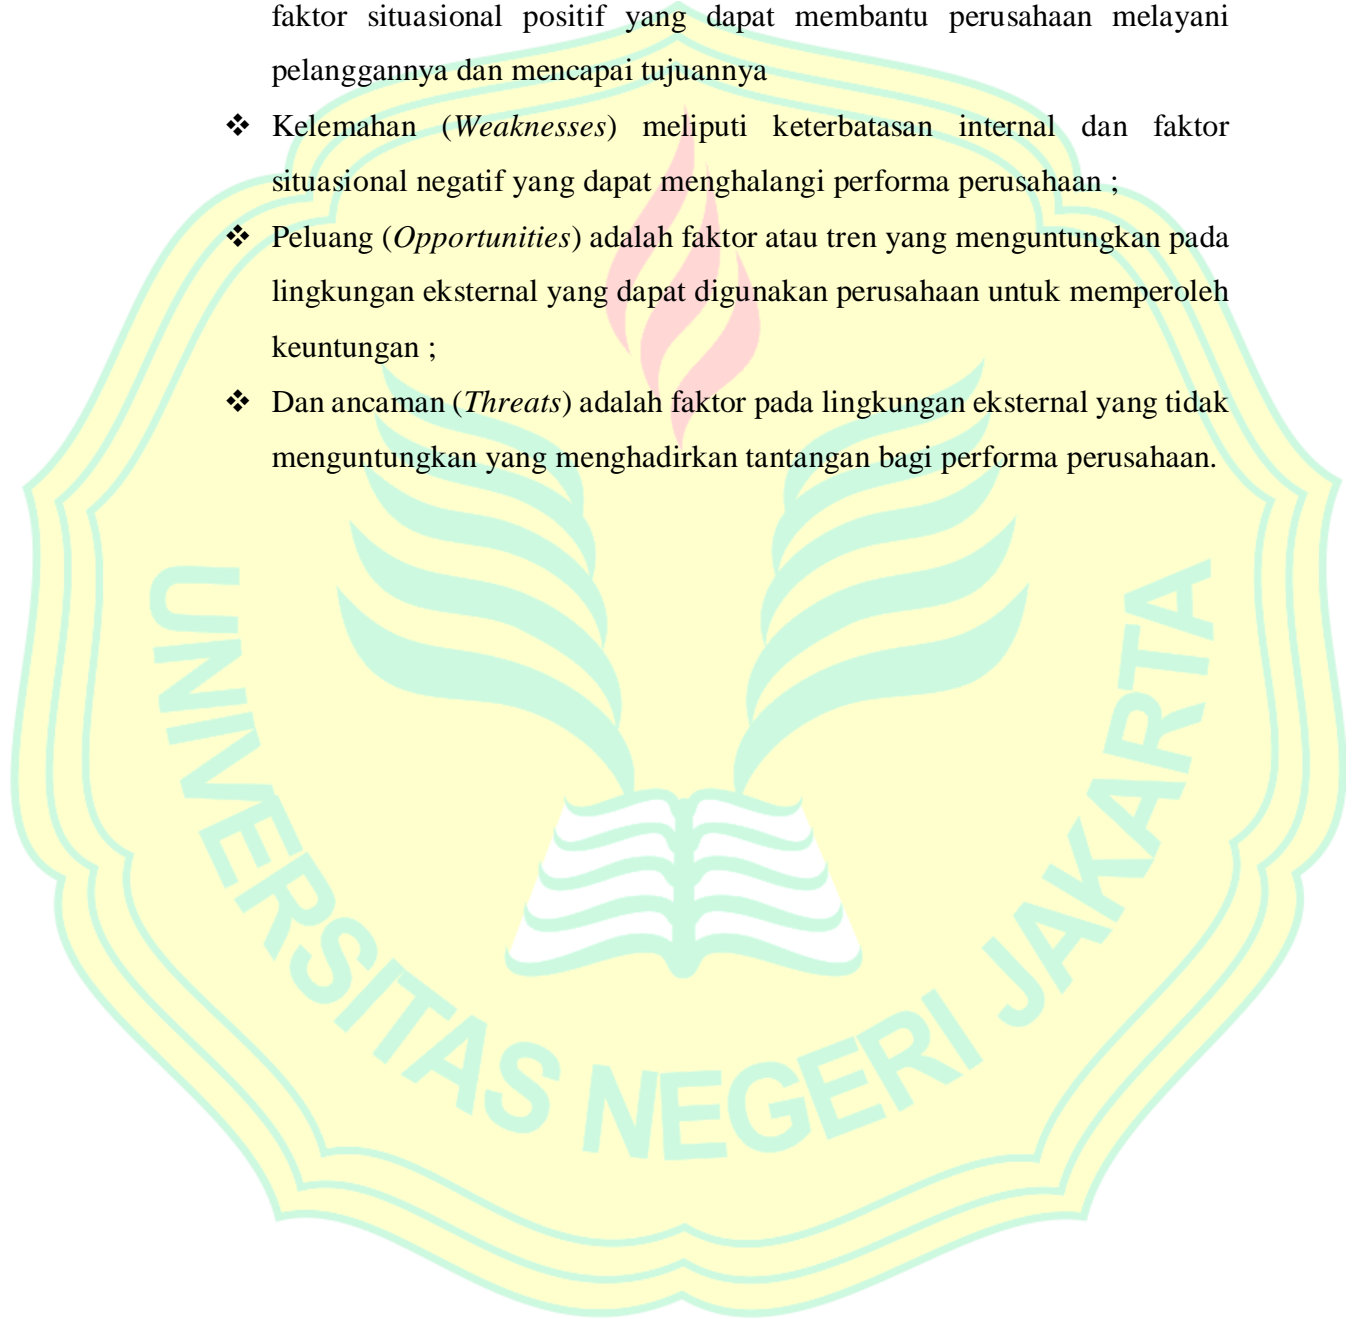 faktor situasional positif yang dapat membantu perusahaan melayani
pelanggannya dan mencapai tujuannya
❖ Kelemahan (Weaknesses) meliputi keterbatasan internal dan faktor
situasional negatif yang dapat menghalangi performa perusahaan ;
❖ Peluang (Opportunities) adalah faktor atau tren yang menguntungkan pada
lingkungan eksternal yang dapat digunakan perusahaan untuk memperoleh
keuntungan ;
❖ Dan ancaman (Threats) adalah faktor pada lingkungan eksternal yang tidak
menguntungkan yang menghadirkan tantangan bagi performa perusahaan.
UNIVERSITAS NEGERI JAKARTA